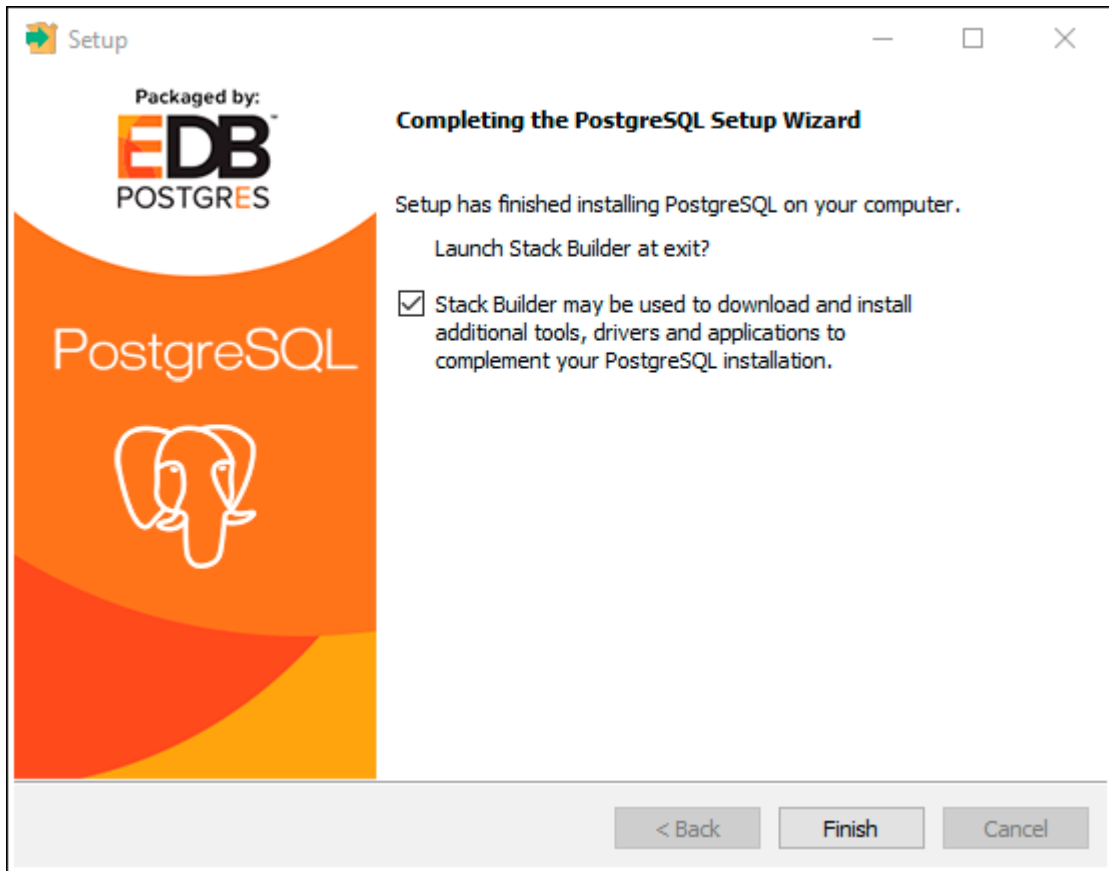 Setup
Packaged by:
EDB™
POSTGRES
PostgreSQL
Completing the PostgreSQL Setup Wizard
Setup has finished installing PostgreSQL on your computer.
Launch Stack Builder at exit?
Stack Builder may be used to download and install
additional tools, drivers and applications to
complement your PostgreSQL installation.
< Back
Finish
Cancel